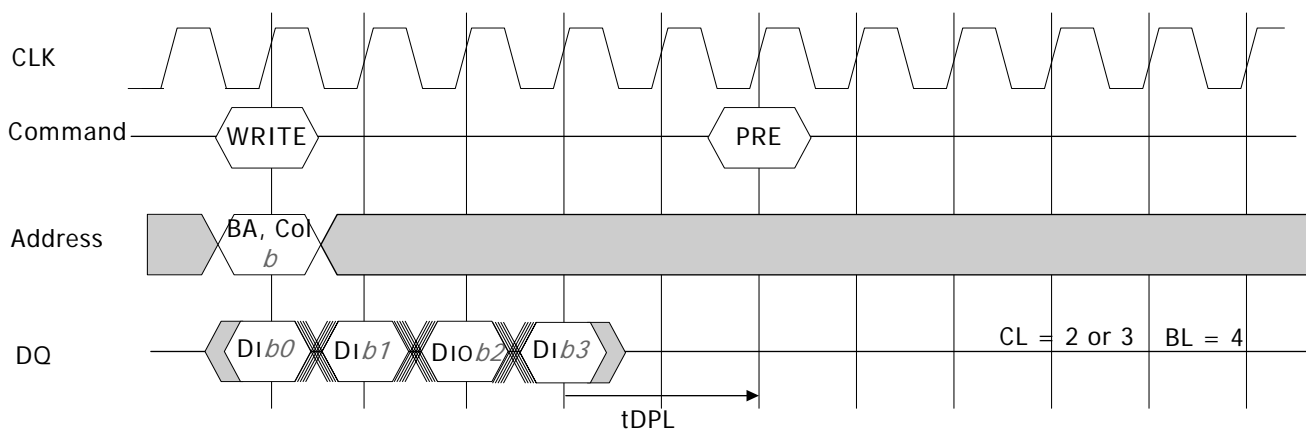 CLK
Command
WRITE
PRE
Address
BA, Col
b
DQ
DIb0
DIb1
DIOb2
DIb3
CL = 2 or 3 BL = 4
tDPL